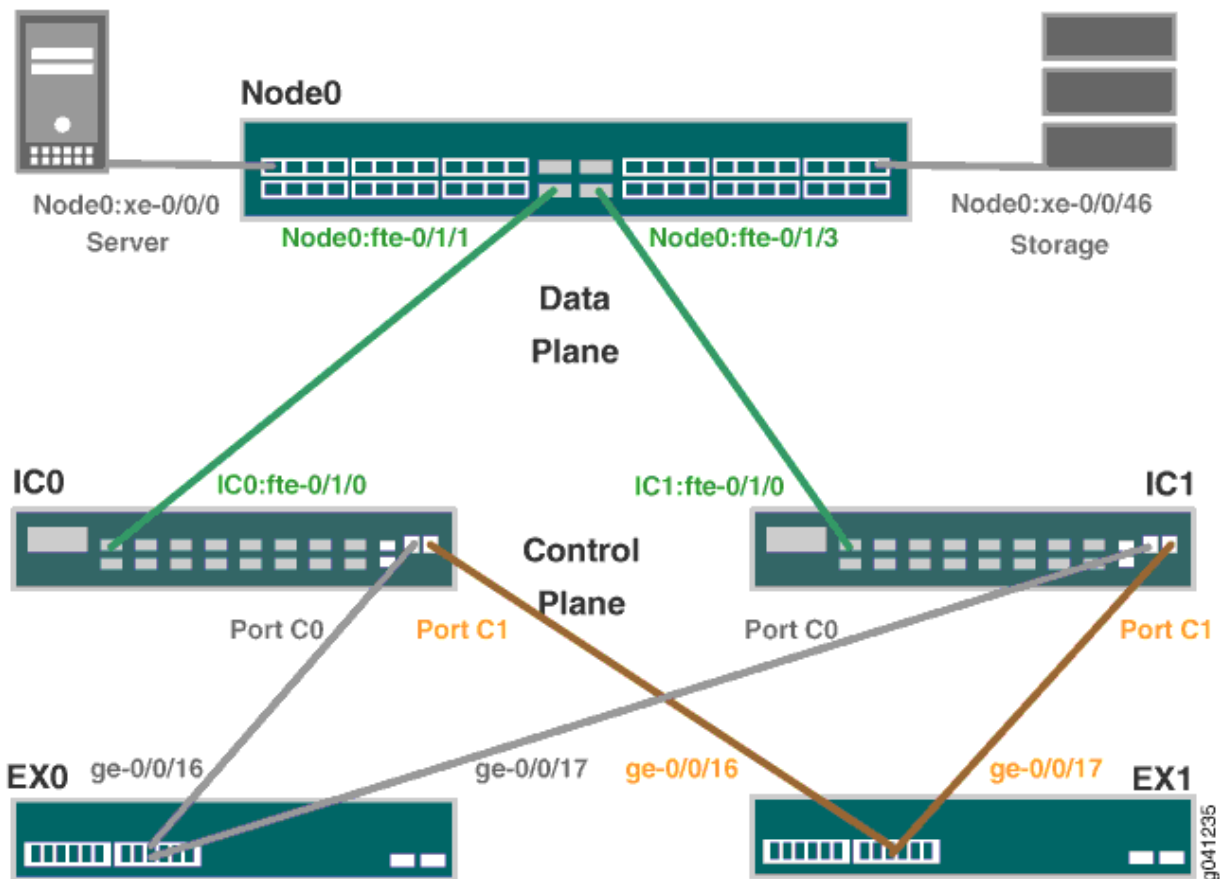 Node0
Node0:xe-0/0/0
Server
Node0:xe-0/0/46
Storage
Node0:fte-0/1/1
Node0:fte-0/1/3
Data
Plane
IC0
IC0:fte-0/1/0
IC1:fte-0/1/0
IC1
Control
Plane
Port C0
Port C1
Port C0
Port C1
EX0
ge-0/0/16
ge-0/0/17
ge-0/0/16
ge-0/0/17
EX1
g041235